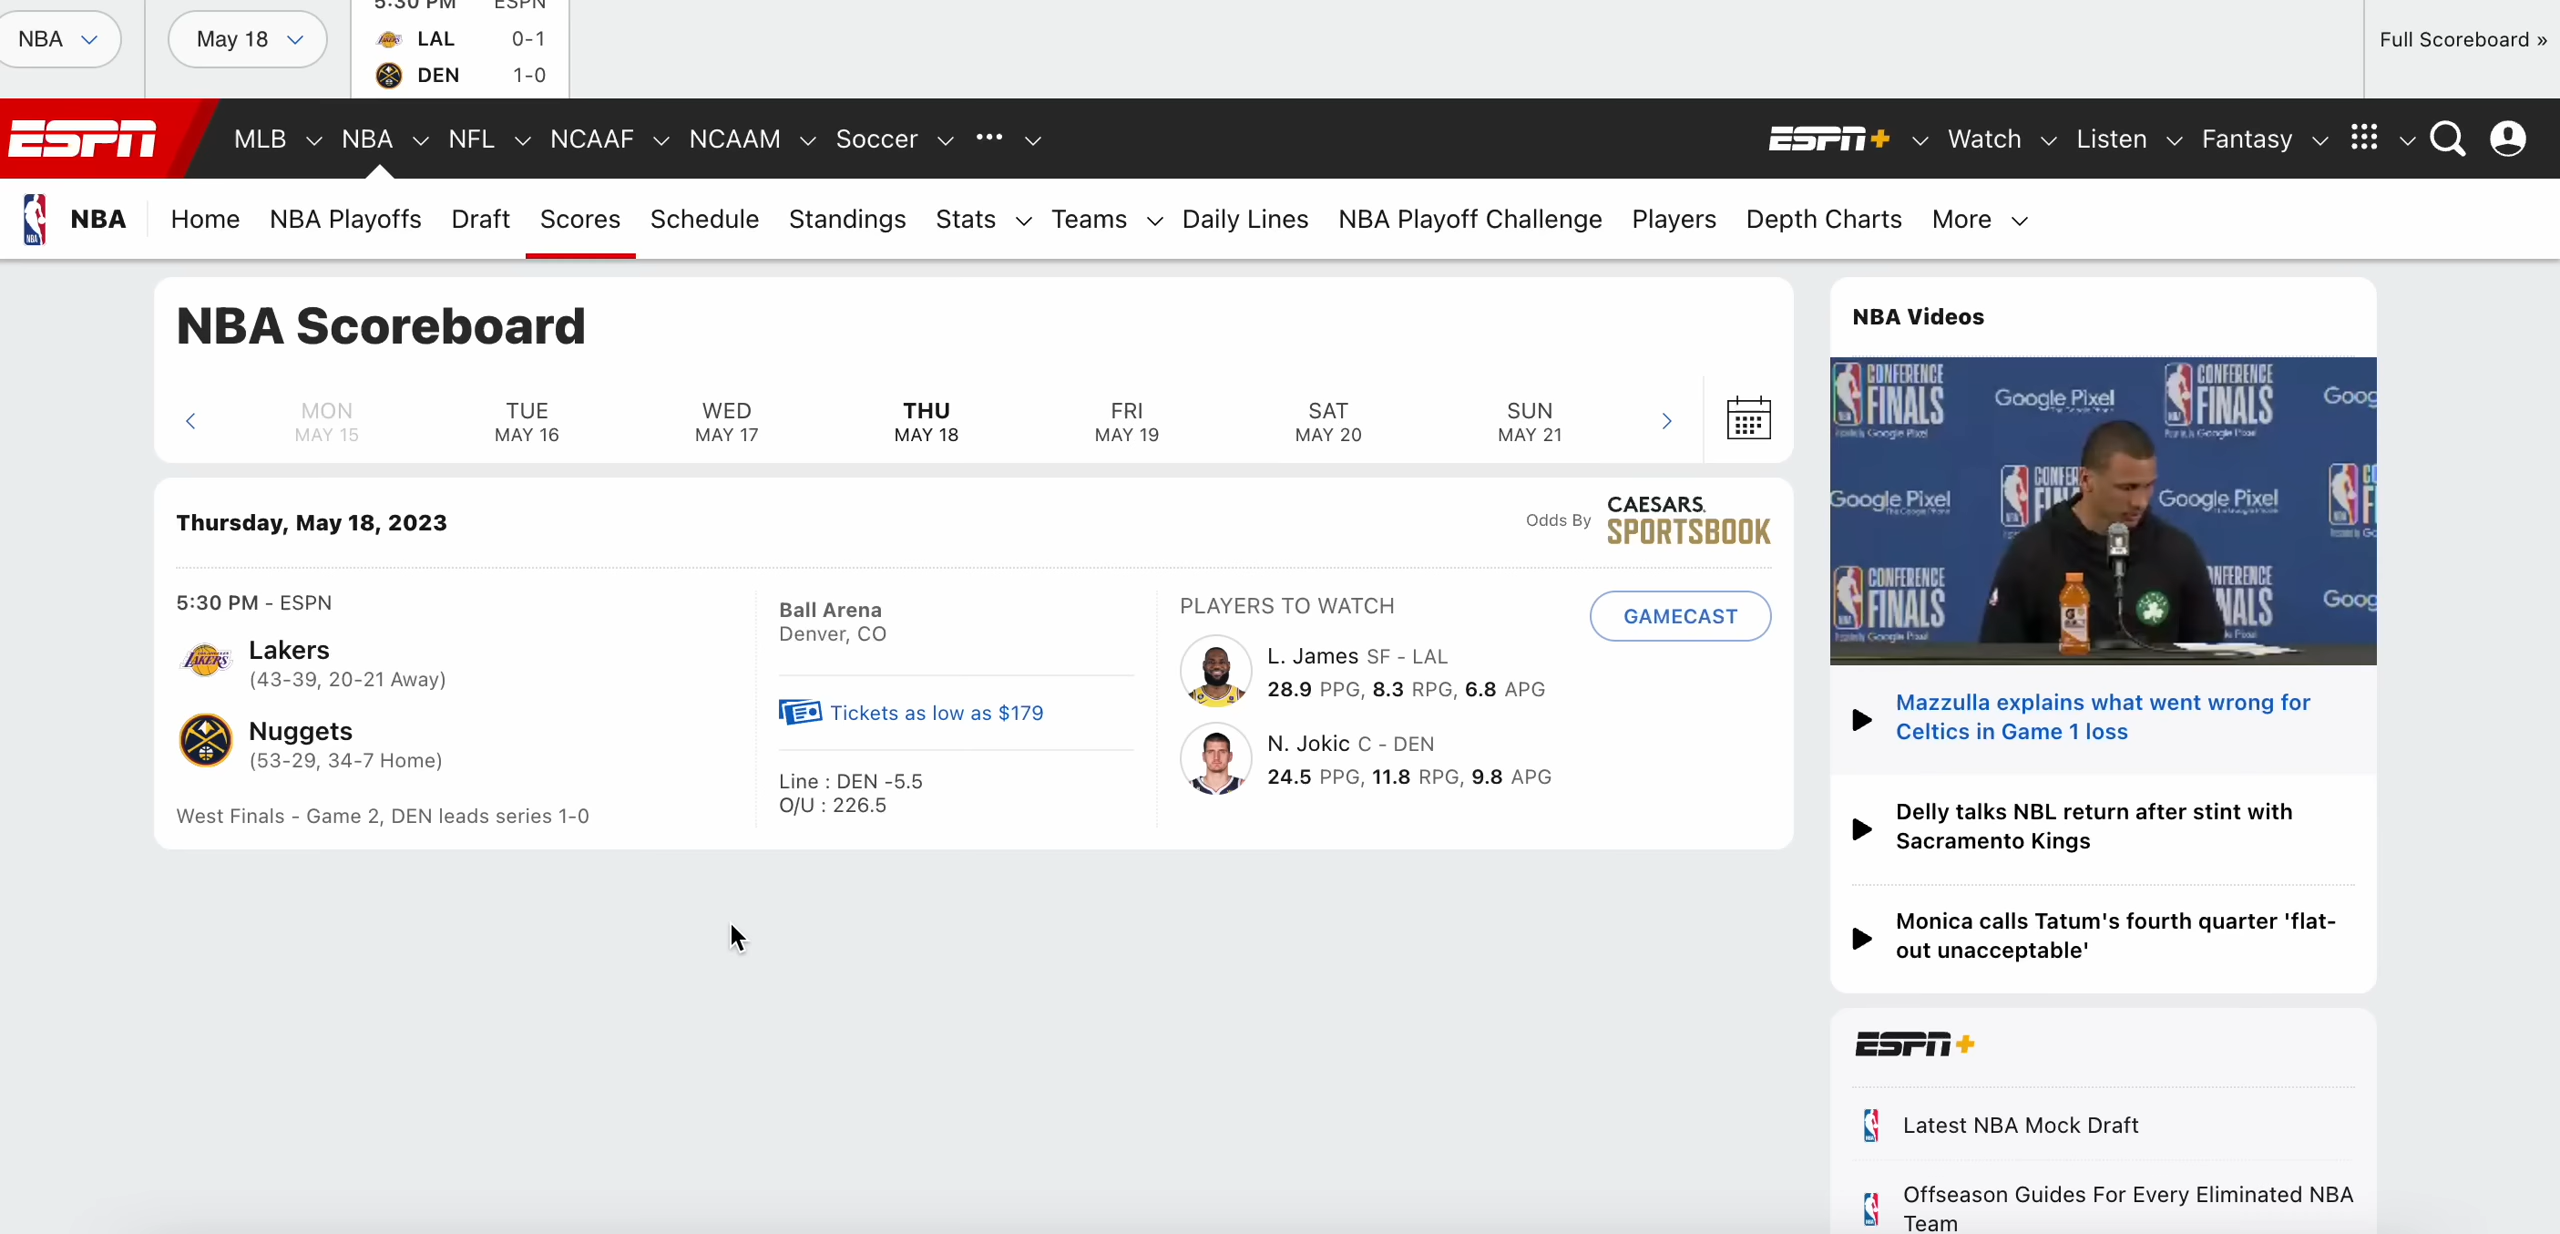 5:30 PM ESPN
NBA
May 18
LAL 0-1
DEN 1-0
Full Scoreboard »
ESPN
MLB NBA NFL NCAAF NCAAM Soccer •••
ESPN+ Watch Listen Fantasy
NBA
Home NBA Playoffs Draft Scores Schedule Standings Stats Teams Daily Lines NBA Playoff Challenge Players Depth Charts More
NBA Scoreboard
MON
MAY 15
TUE
MAY 16
WED
MAY 17
THU
MAY 18
FRI
MAY 19
SAT
MAY 20
SUN
MAY 21
Thursday, May 18, 2023
Odds By
CAESARS
SPORTSBOOK
5:30 PM - ESPN
LAKERS
Lakers
(43-39, 20-21 Away)
Nuggets
(53-29, 34-7 Home)
West Finals - Game 2, DEN leads series 1-0
Ball Arena
Denver, CO
Tickets as low as $179
Line : DEN -5.5
O/U : 226.5
PLAYERS TO WATCH
L. James SF - LAL
28.9 PPG, 8.3 RPG, 6.8 APG
N. Jokic C - DEN
24.5 PPG, 11.8 RPG, 9.8 APG
GAMECAST
NBA Videos
CONFERENCE
FINALS
Google Pixel
CONFERENCE
FINALS
Google Pixel
Google Pixel
CONFERENCE
FINALS
Mazzulla explains what went wrong for
Celtics in Game 1 loss
Delly talks NBL return after stint with
Sacramento Kings
Monica calls Tatum's fourth quarter 'flat-
out unacceptable'
ESPN+
Latest NBA Mock Draft
Offseason Guides For Every Eliminated NBA
Team